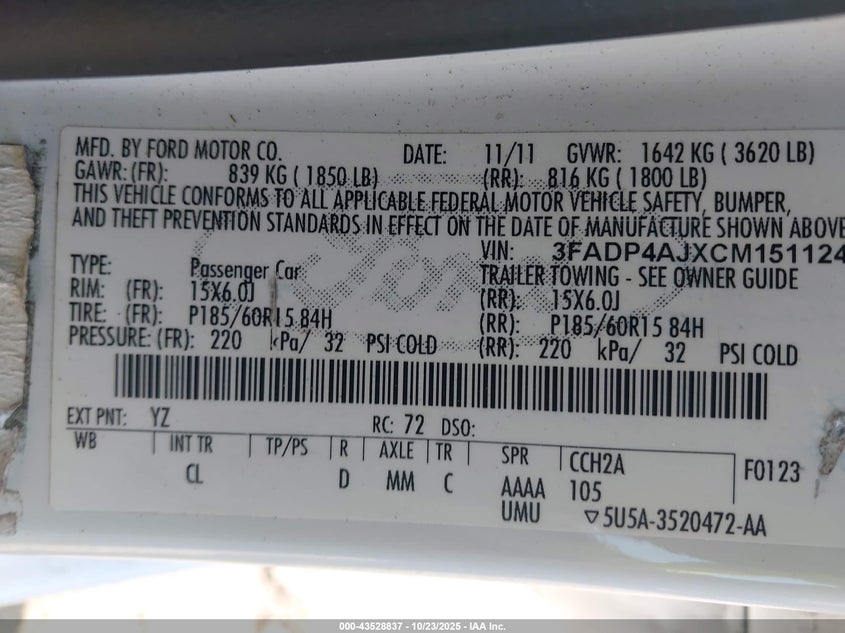 MFD. BY FORD MOTOR CO. DATE: 11/11 GVWR: 1642 KG ( 3620 LB)
GAWR: (FR): 839 KG ( 1850 LB) (RR): 816 KG ( 1800 LB)
THIS VEHICLE CONFORMS TO ALL APPLICABLE FEDERAL MOTOR VEHICLE SAFETY, BUMPER,
AND THEFT PREVENTION STANDARDS IN EFFECT ON THE DATE OF MANUFACTURE SHOWN ABOVE
VIN: 3FADP4AJXCM151124
TYPE: Passenger Car TRAILER TOWING - SEE OWNER GUIDE
RIM: (FR): 15X6.0J (RR): 15X6.0J
TIRE: (FR): P185/60R15 84H (RR): P185/60R15 84H
PRESSURE: (FR): 220 kPa/ 32 PSI COLD (RR): 220 kPa/ 32 PSI COLD
Ford
EXT PNT: YZ RC: 72 DSO:
WB INT TR TP/PS R AXLE TR SPR CCH2A F0123
CL D MM C AAAA 105
UMU ▽5U5A-3520472-AA
000-43528837 - 10/23/2025 - IAA Inc.